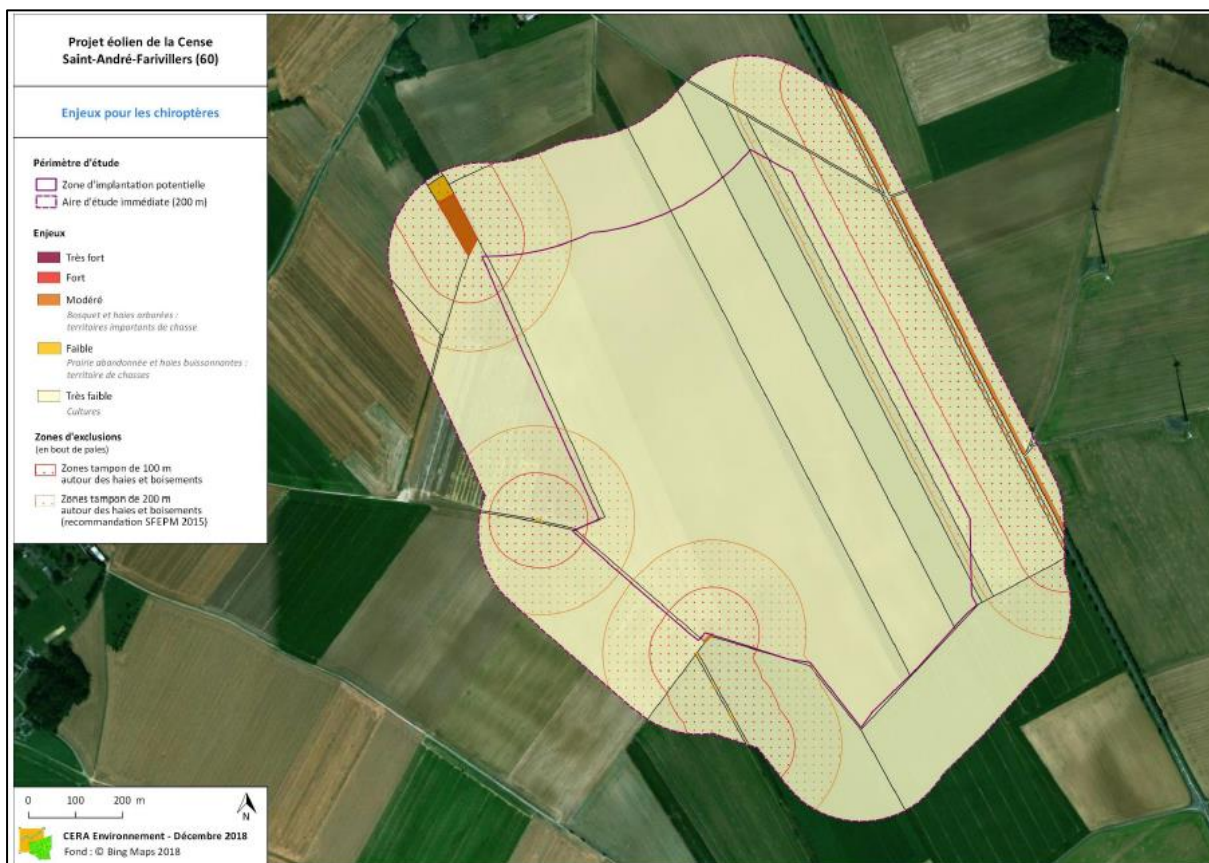 Projet éolien de la Cense
Saint-André-Farivillers (60)
Enjeux pour les chiroptères
Périmètre d'étude
Zone d'implantation potentielle
Aire d'étude immédiate (200 m)
Enjeux
Très fort
Fort
Modéré
Bosquet et haies arborées :
territoires importants de chasse
Faible
Prairie abandonnée et haies buissonnantes :
territoire de chasses
Très faible
Cultures
Zones d'exclusions
(en bout de pales)
Zones tampon de 100 m
autour des haies et boisements
Zones tampon de 200 m
autour des haies et boisements
(recommandation SFEPM 2015)
0 100 200 m
N
CERA Environnement - Décembre 2018
Fond : © Bing Maps 2018